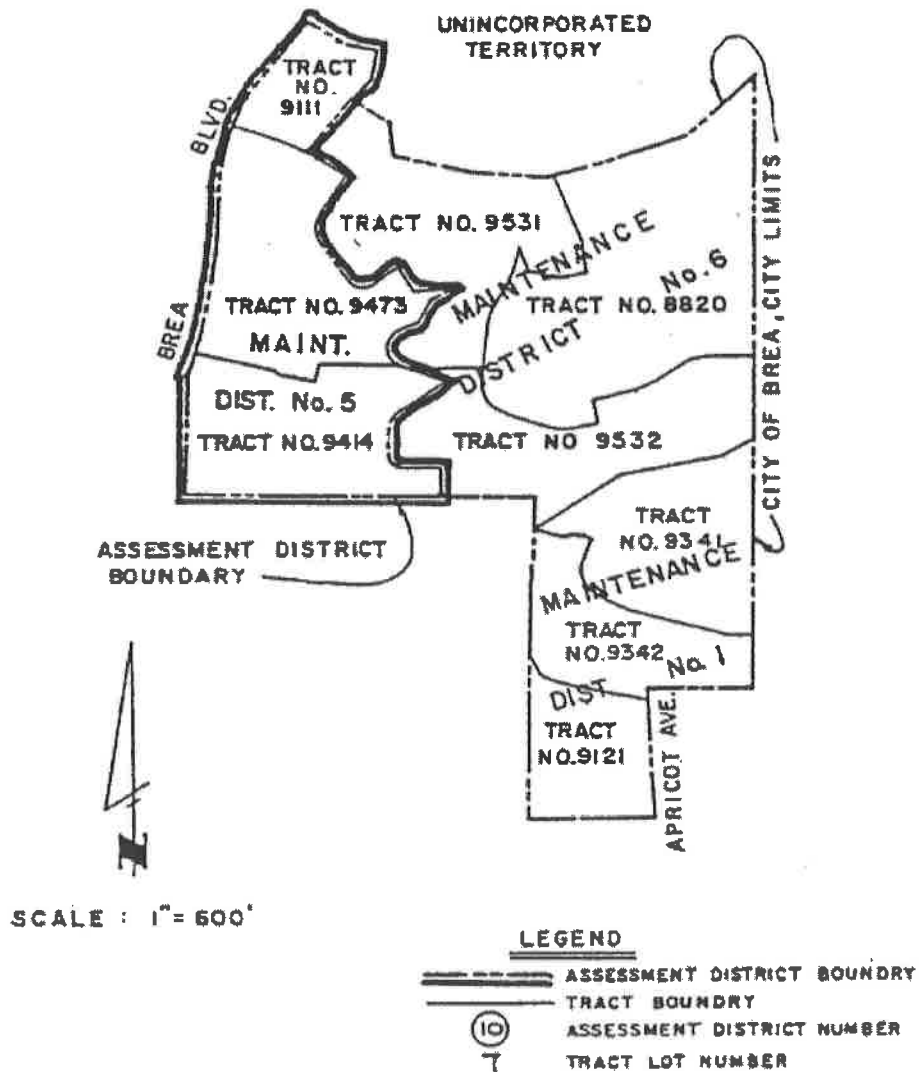 UNINCORPORATED
TERRITORY
TRACT
NO.
9111
BREA BLVD.
TRACT NO. 9531
MAINTENANCE
DISTRICT No. 6
TRACT NO. 8820
CITY OF BREA, CITY LIMITS
TRACT NO. 9473
MAINT.
DIST. No. 5
TRACT NO. 9414
TRACT NO 9532
ASSESSMENT DISTRICT
BOUNDARY
TRACT
NO. 9341
MAINTENANCE
DIST No. 1
TRACT
NO. 9342
TRACT
NO. 9121
APRICOT AVE.
N
SCALE : 1"= 600'
LEGEND
ASSESSMENT DISTRICT BOUNDRY
TRACT BOUNDRY
10 ASSESSMENT DISTRICT NUMBER
7 TRACT LOT NUMBER